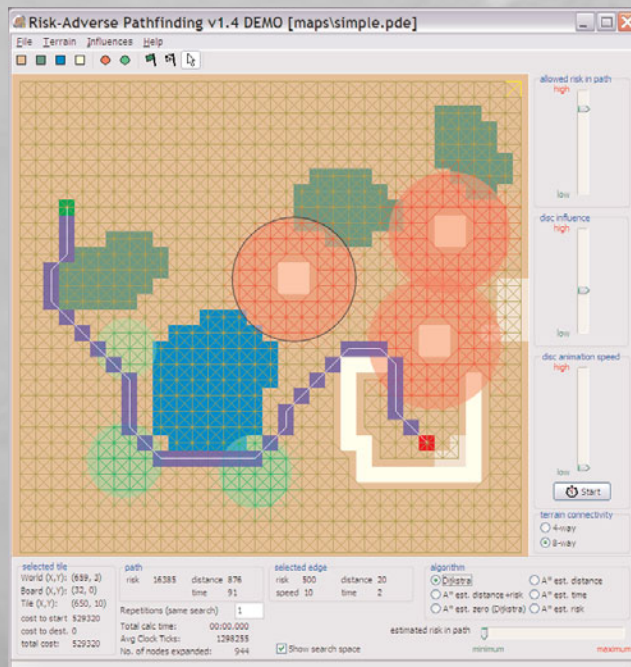 Risk-Adverse Pathfinding v1.4 DEMO [maps\simple.pde]
File Terrain Influences Help
allowed risk in path
high
low
disc influence
high
low
disc animation speed
high
low
Start
terrain connectivity
4-way
8-way
selected tile
World (X,Y): (659, 2)
Board (X,Y): (32, 0)
Tile (X,Y): (650, 10)
cost to start 529320
cost to dest. 0
total cost: 529320
path
risk 16385 distance 876
time 91
Repetitions (same search) 1
Total calc time: 00:00.000
Avg Clock Ticks: 1298255
No. of nodes expanded: 944
selected edge
risk 500 distance 20
speed 10 time 2
Show search space
algorithm
Dijkstra A* est. distance
A* est. distance+risk A* est. time
A* est. zero (Dijkstra) A* est. risk
estimated risk in path
minimum maximum